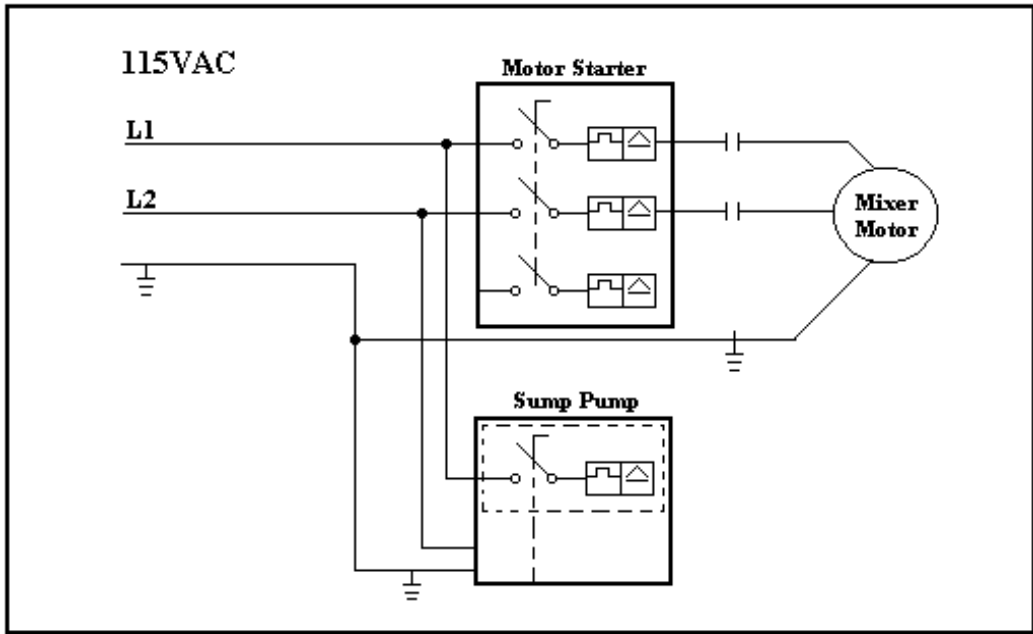 115VAC
Motor Starter
L1
L2
Mixer
Motor
Sump Pump